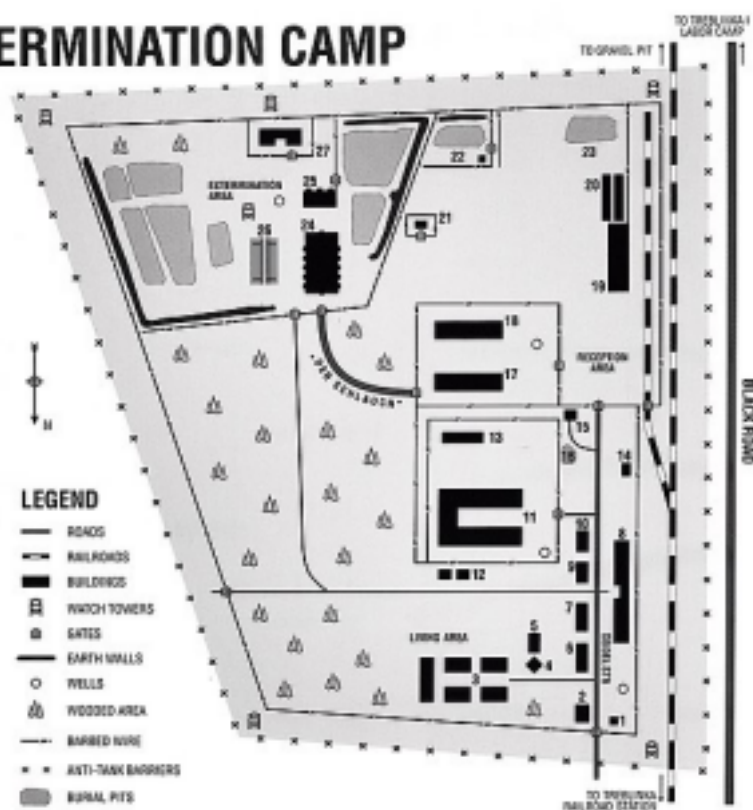 ERMINATION CAMP
TO TREBLINKA I
LABOR CAMP
TO GRAVEL PIT
27
22
23
EXTERMINATION
AREA
25
20
26
24
21
19
18
RECEPTION
AREA
"DER SCHLAUCH"
17
N
15
13
16
14
BLACK ROAD
11
10
8
9
12
7
LIVING AREA
5
6
4
3
2
1
TO TREBLINKA
RAILROAD STATION
LEGEND
ROADS
RAILROADS
BUILDINGS
WATCH TOWERS
GATES
EARTH WALLS
WELLS
WOODED AREA
BARBED WIRE
ANTI-TANK BARRIERS
BURIAL PITS